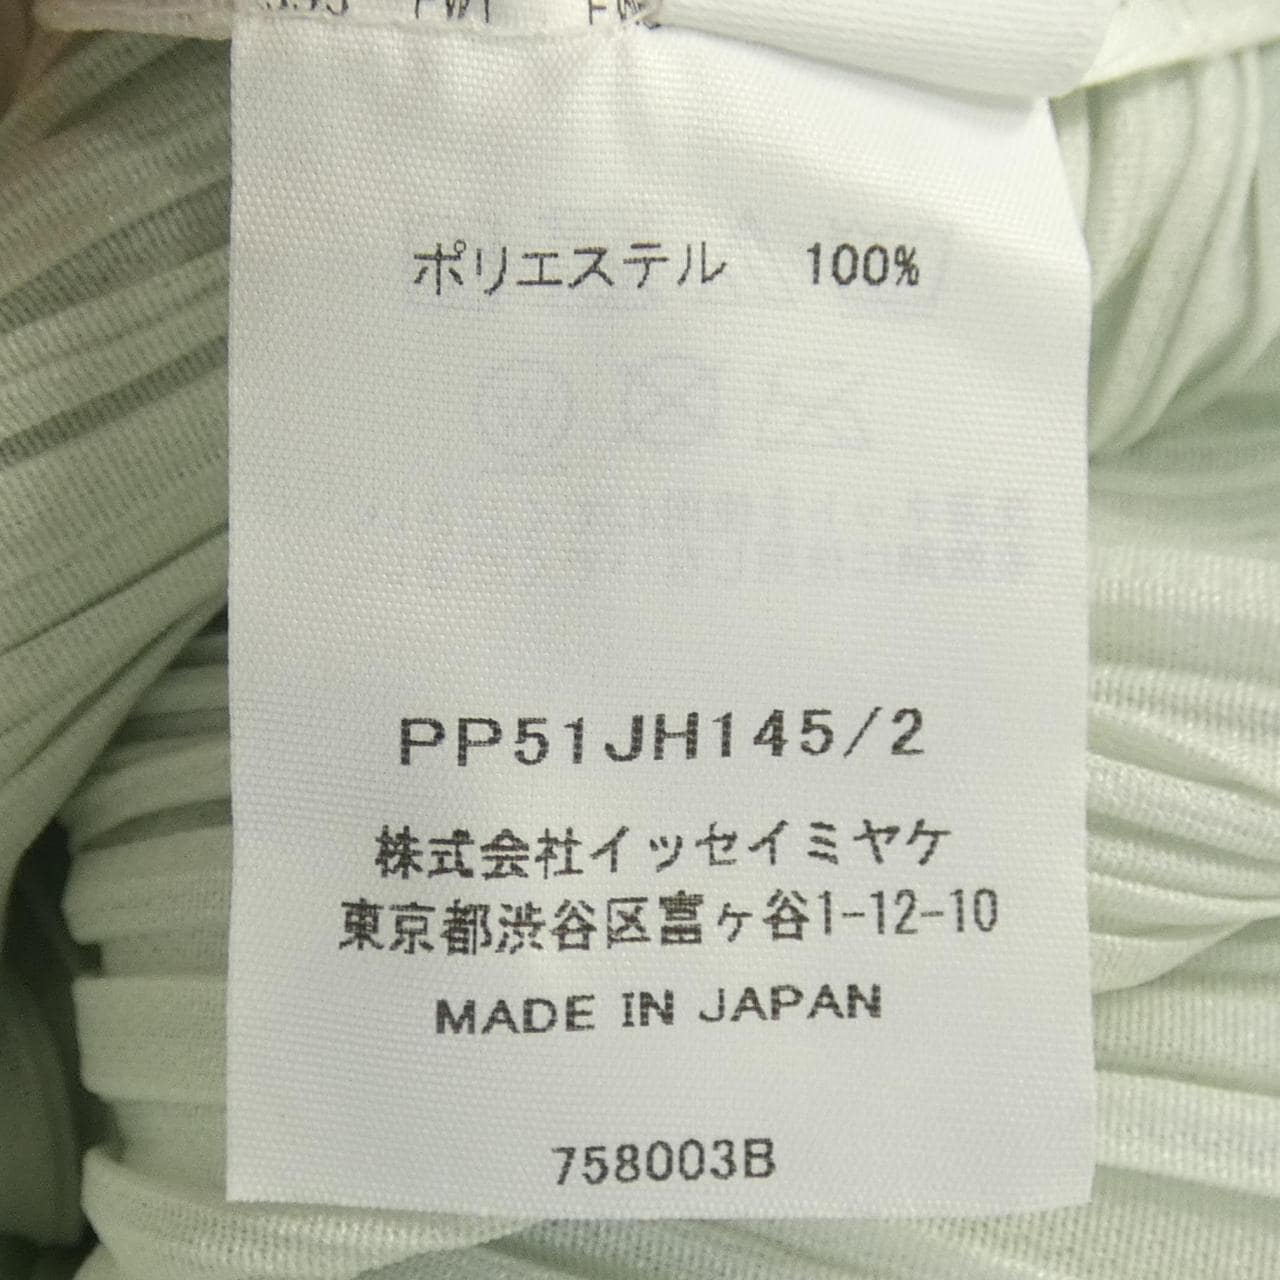 ポリエステル 100%
PP51JH145/2
株式会社イッセイミヤケ
東京都渋谷区富ヶ谷1-12-10
MADE IN JAPAN
758003B